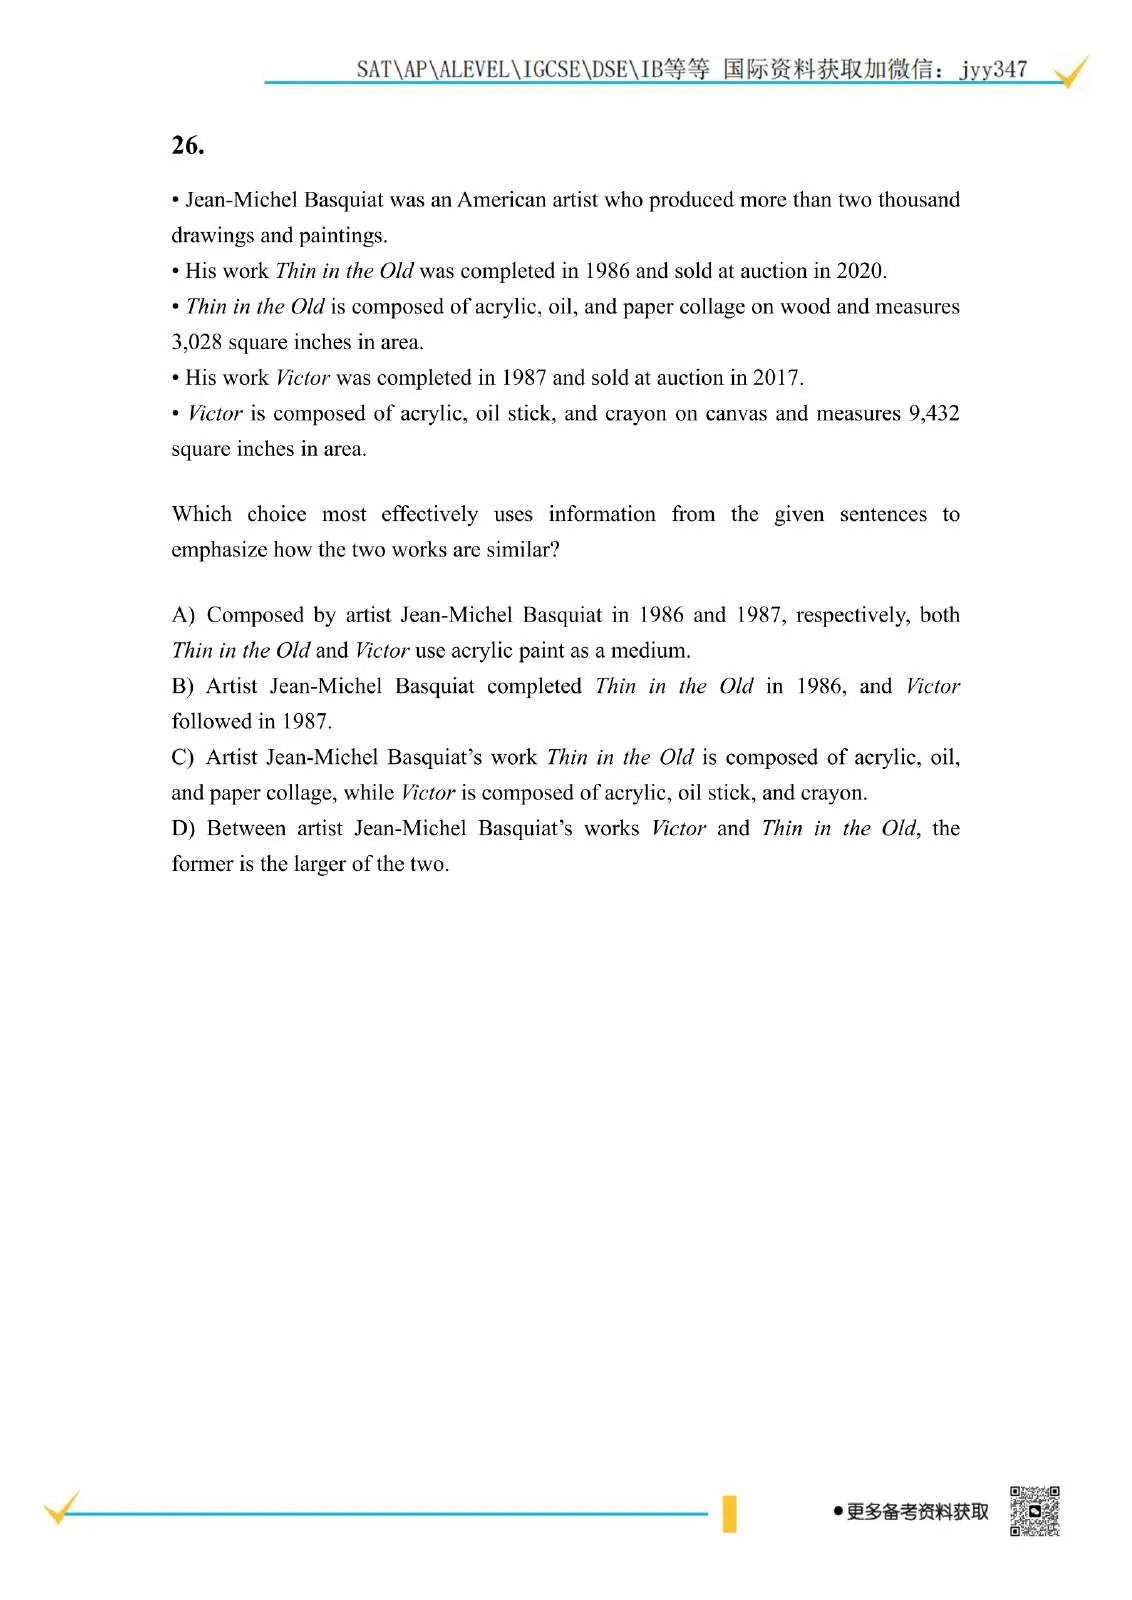 SAT\AP\ALEVEL\IGCSE\DSE\IB等等 国际资料获取加微信：jyy347
26.
• Jean-Michel Basquiat was an American artist who produced more than two thousand
drawings and paintings.
• His work Thin in the Old was completed in 1986 and sold at auction in 2020.
• Thin in the Old is composed of acrylic, oil, and paper collage on wood and measures
3,028 square inches in area.
• His work Victor was completed in 1987 and sold at auction in 2017.
• Victor is composed of acrylic, oil stick, and crayon on canvas and measures 9,432
square inches in area.
Which choice most effectively uses information from the given sentences to
emphasize how the two works are similar?
A) Composed by artist Jean-Michel Basquiat in 1986 and 1987, respectively, both
Thin in the Old and Victor use acrylic paint as a medium.
B) Artist Jean-Michel Basquiat completed Thin in the Old in 1986, and Victor
followed in 1987.
C) Artist Jean-Michel Basquiat’s work Thin in the Old is composed of acrylic, oil,
and paper collage, while Victor is composed of acrylic, oil stick, and crayon.
D) Between artist Jean-Michel Basquiat’s works Victor and Thin in the Old, the
former is the larger of the two.
•更多备考资料获取